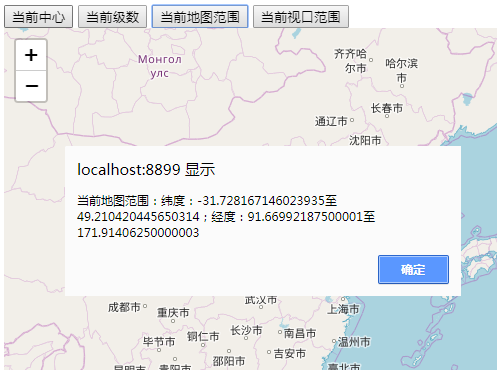 当前中心 当前级数 当前地图范围 当前视口范围
+
−
Монгол
улс
齐齐哈
尔市
哈尔滨
市
长春市
通辽市
沈阳市
localhost:8899 显示
当前地图范围：纬度：-31.728167146023935至
49.210420445650314；经度：91.66992187500001至
171.91406250000003
确定
成都市
重庆市
武汉市
上海市
毕节市
铜仁市
长沙市
南昌市
温州市
邵阳市
吉安市
昆明市
贵阳市
臺北市